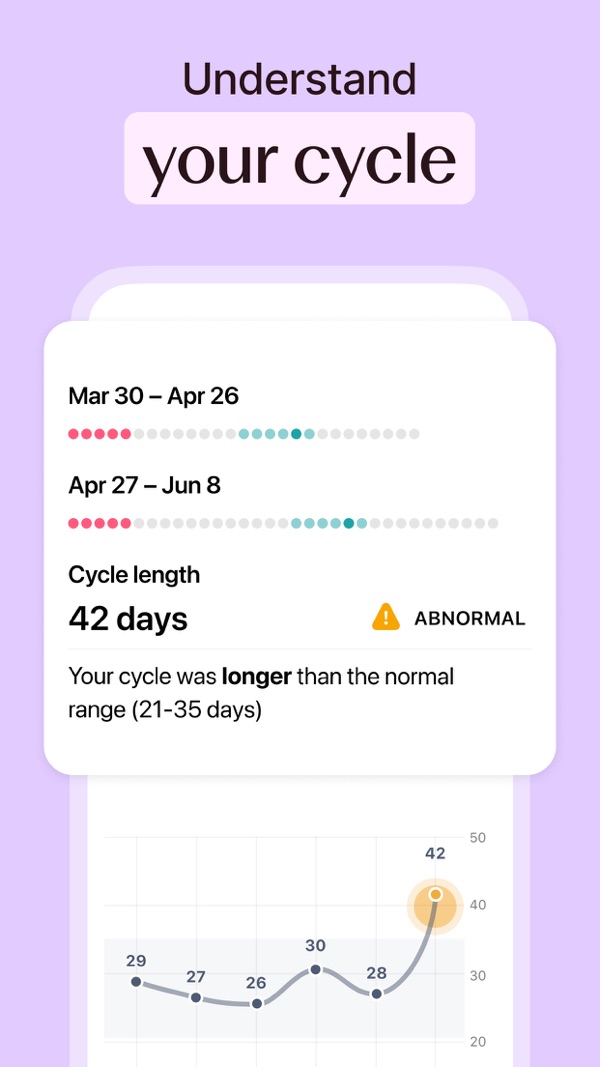 Understand
your cycle
Mar 30 – Apr 26
Apr 27 – Jun 8
Cycle length
42 days
ABNORMAL
Your cycle was longer than the normal
range (21-35 days)
50
42
40
30
29
27
26
28
30
20